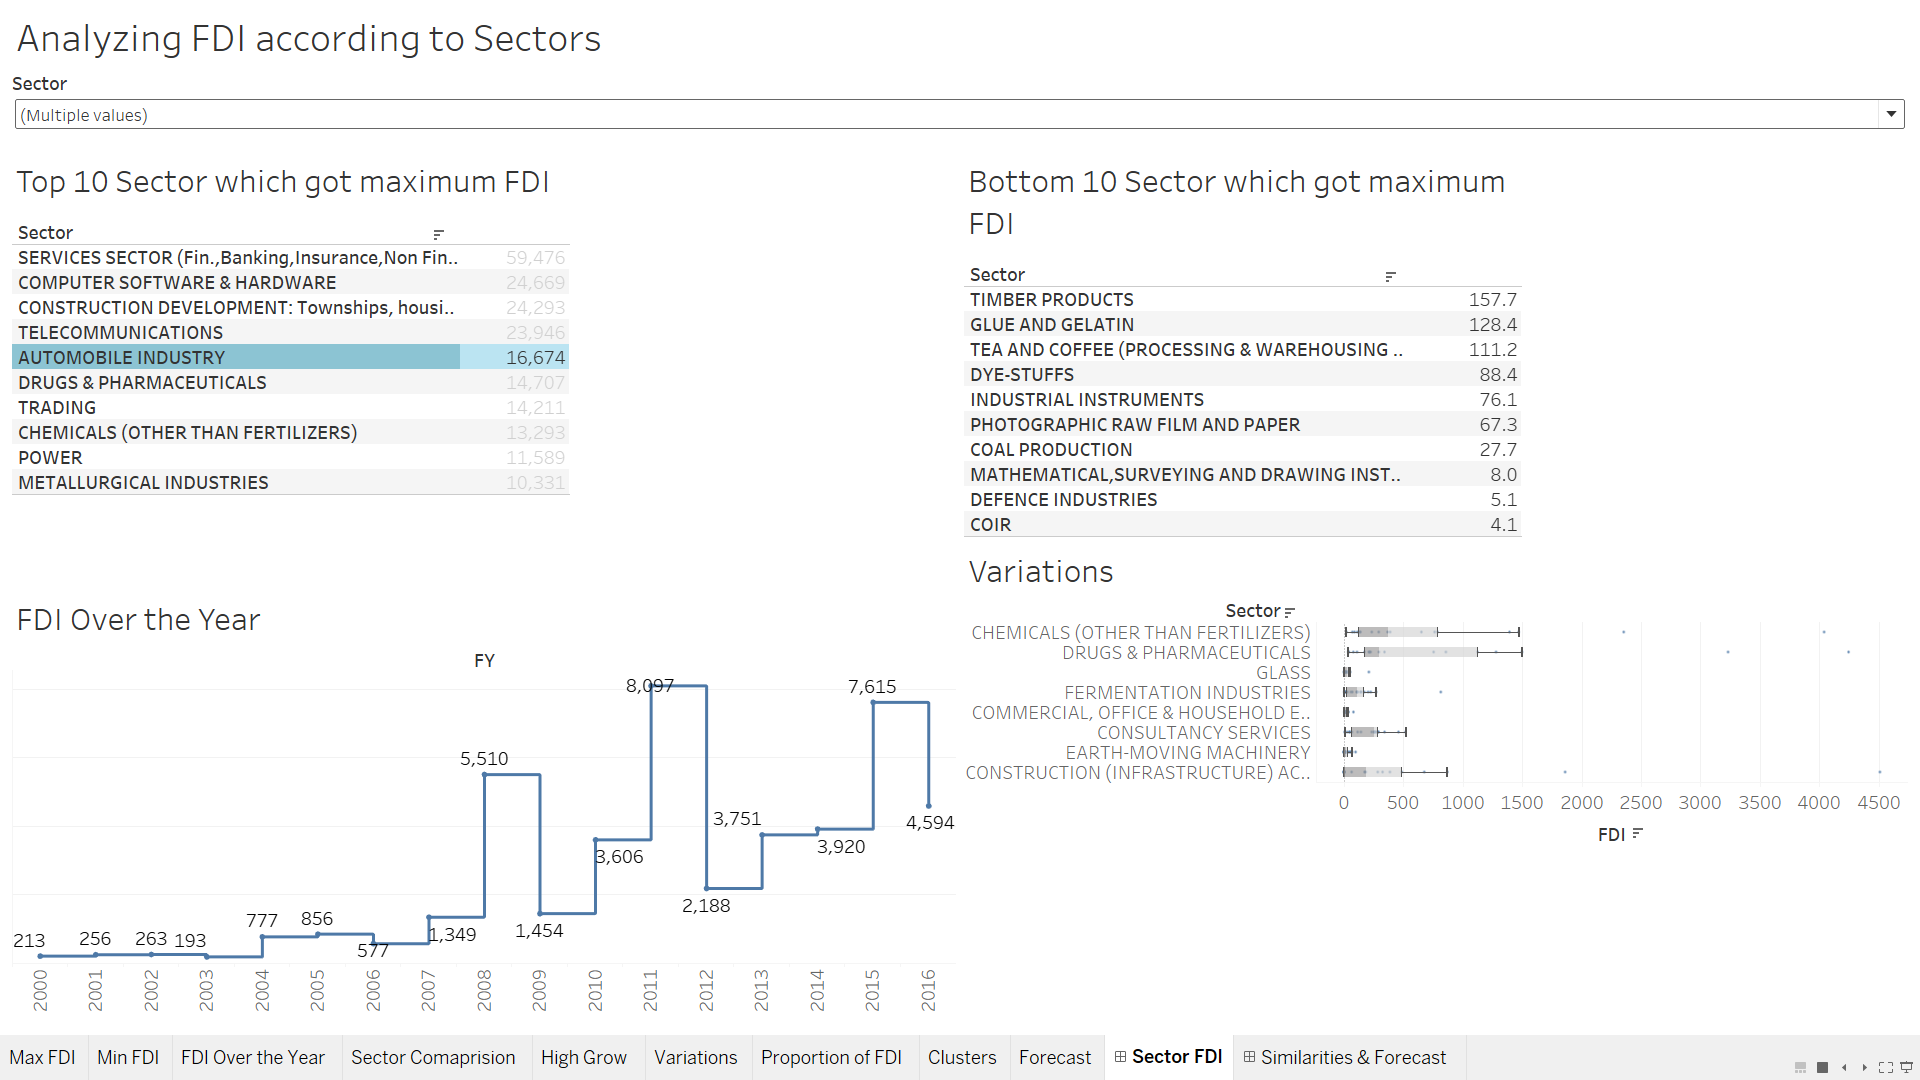 Analyzing FDI according to Sectors
Sector
(Multiple values)
Top 10 Sector which got maximum FDI
Sector
SERVICES SECTOR (Fin.,Banking,Insurance,Non Fin.. 59,476
COMPUTER SOFTWARE & HARDWARE 24,669
CONSTRUCTION DEVELOPMENT: Townships, housi.. 24,293
TELECOMMUNICATIONS 23,946
AUTOMOBILE INDUSTRY 16,674
DRUGS & PHARMACEUTICALS 14,707
TRADING 14,211
CHEMICALS (OTHER THAN FERTILIZERS) 13,293
POWER 11,589
METALLURGICAL INDUSTRIES 10,331
Bottom 10 Sector which got maximum
FDI
Sector
TIMBER PRODUCTS 157.7
GLUE AND GELATIN 128.4
TEA AND COFFEE (PROCESSING & WAREHOUSING .. 111.2
DYE-STUFFS 88.4
INDUSTRIAL INSTRUMENTS 76.1
PHOTOGRAPHIC RAW FILM AND PAPER 67.3
COAL PRODUCTION 27.7
MATHEMATICAL,SURVEYING AND DRAWING INST.. 8.0
DEFENCE INDUSTRIES 5.1
COIR 4.1
FDI Over the Year
FY
213 256 263 193 777 856 577 1,349 5,510 1,454 3,606 8,097 2,188 3,751 3,920 7,615 4,594
2000 2001 2002 2003 2004 2005 2006 2007 2008 2009 2010 2011 2012 2013 2014 2015 2016
Variations
Sector
CHEMICALS (OTHER THAN FERTILIZERS)
DRUGS & PHARMACEUTICALS
GLASS
FERMENTATION INDUSTRIES
COMMERCIAL, OFFICE & HOUSEHOLD E..
CONSULTANCY SERVICES
EARTH-MOVING MACHINERY
CONSTRUCTION (INFRASTRUCTURE) AC..
0 500 1000 1500 2000 2500 3000 3500 4000 4500
FDI
Max FDI Min FDI FDI Over the Year Sector Comaprision High Grow Variations Proportion of FDI Clusters Forecast Sector FDI Similarities & Forecast